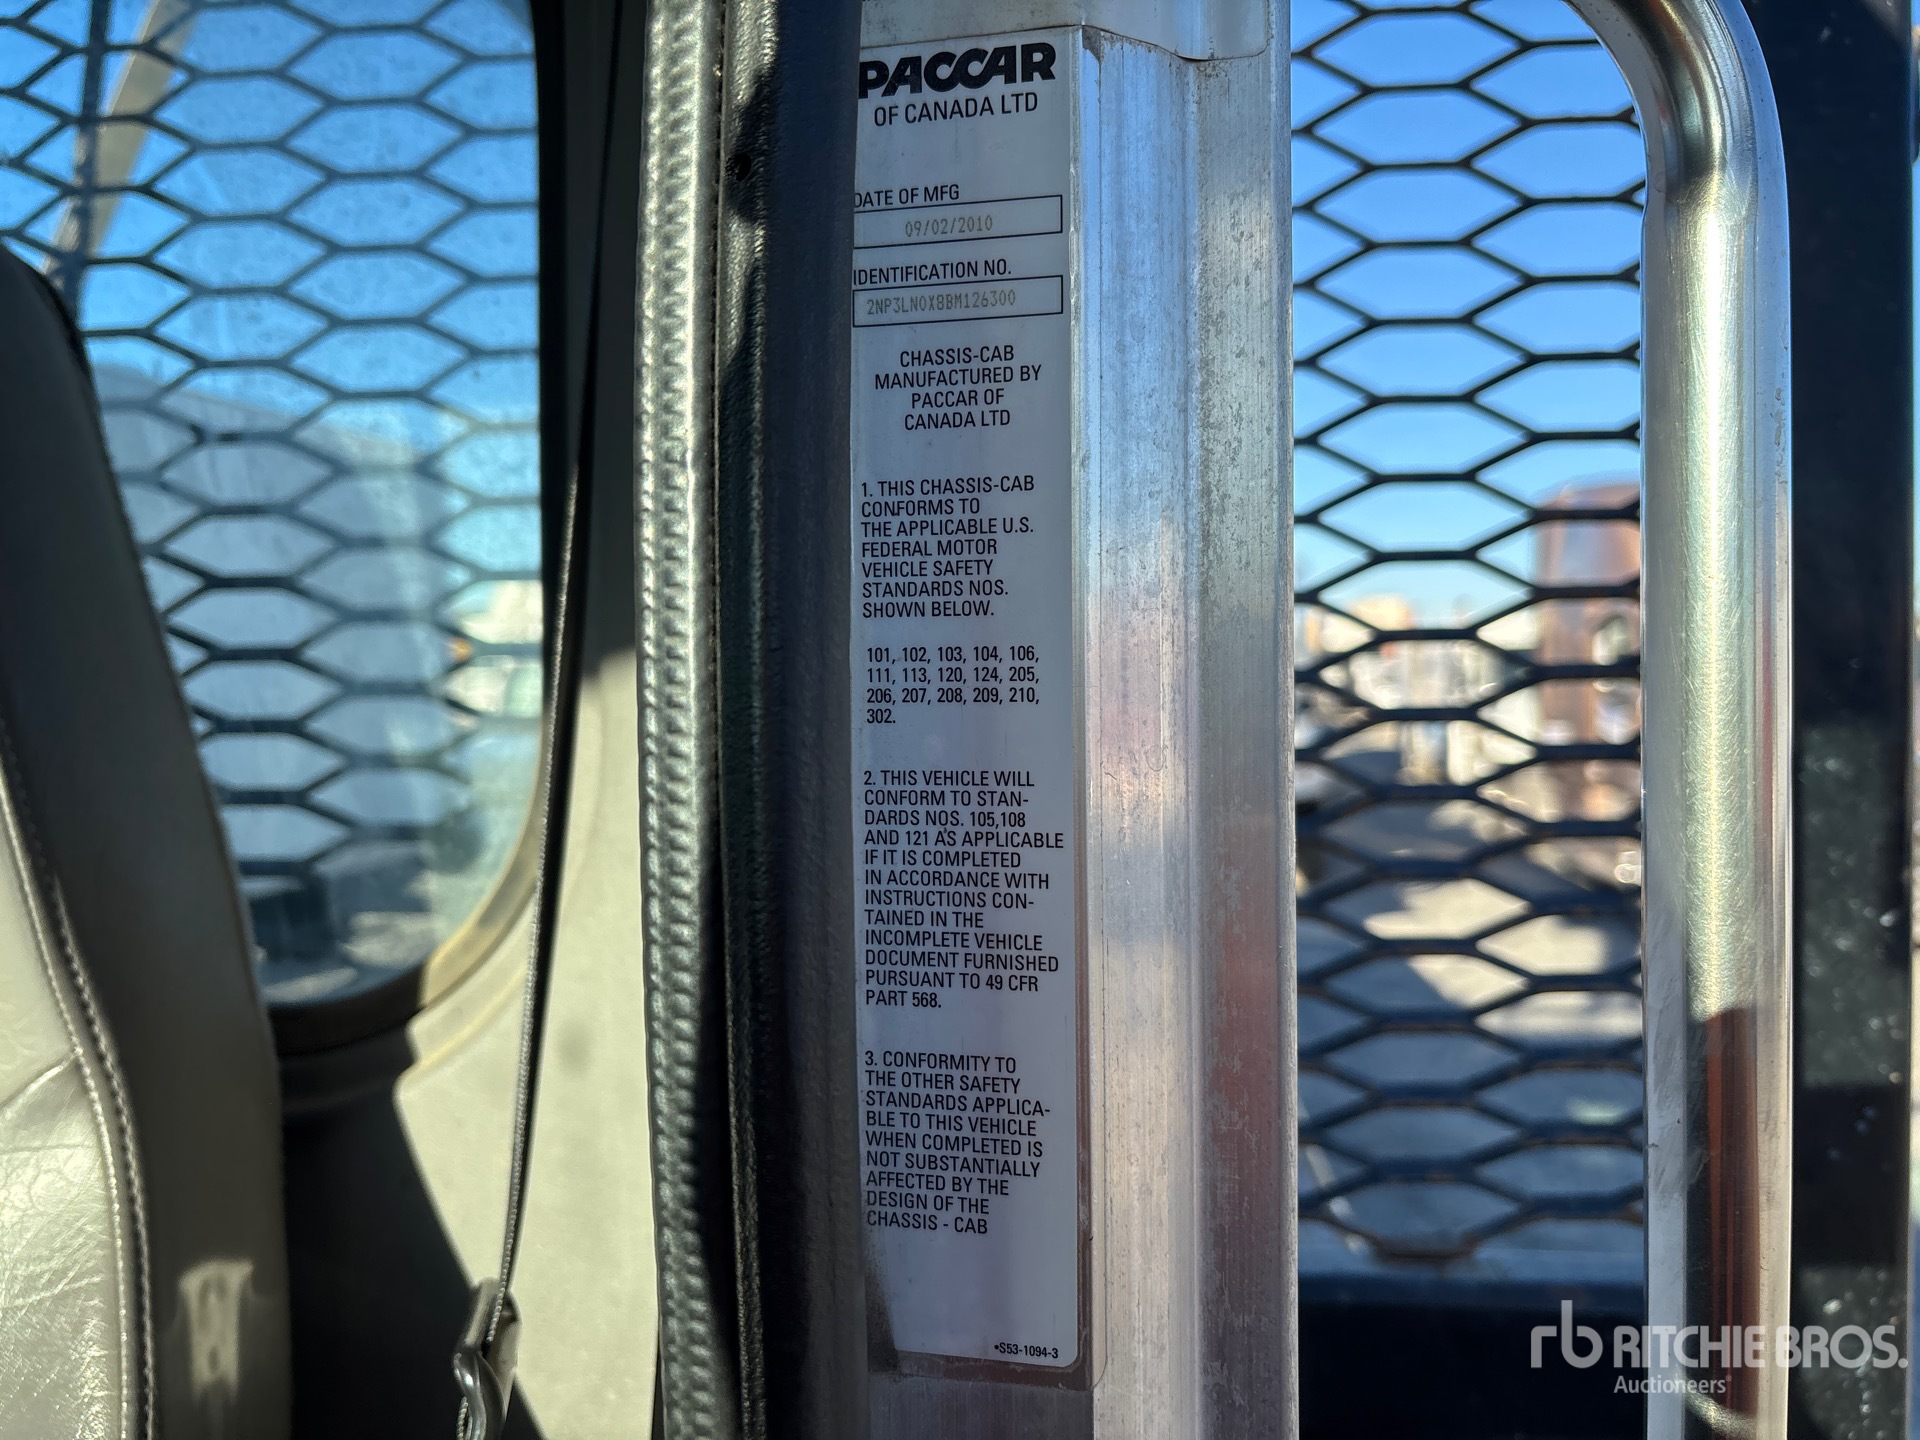 PACCAR
OF CANADA LTD
DATE OF MFG
09/02/2010
IDENTIFICATION NO.
2NP3LN0X8BM126300
CHASSIS-CAB
MANUFACTURED BY
PACCAR OF
CANADA LTD
1. THIS CHASSIS-CAB
CONFORMS TO
THE APPLICABLE U.S.
FEDERAL MOTOR
VEHICLE SAFETY
STANDARDS NOS.
SHOWN BELOW.
101, 102, 103, 104, 106,
111, 113, 120, 124, 205,
206, 207, 208, 209, 210,
302.
2. THIS VEHICLE WILL
CONFORM TO STAN-
DARDS NOS. 105,108
AND 121 AS APPLICABLE
IF IT IS COMPLETED
IN ACCORDANCE WITH
INSTRUCTIONS CON-
TAINED IN THE
INCOMPLETE VEHICLE
DOCUMENT FURNISHED
PURSUANT TO 49 CFR
PART 568.
3. CONFORMITY TO
THE OTHER SAFETY
STANDARDS APPLICA-
BLE TO THIS VEHICLE
WHEN COMPLETED IS
NOT SUBSTANTIALLY
AFFECTED BY THE
DESIGN OF THE
CHASSIS - CAB
•S53-1094-3
rb RITCHIE BROS.
Auctioneers